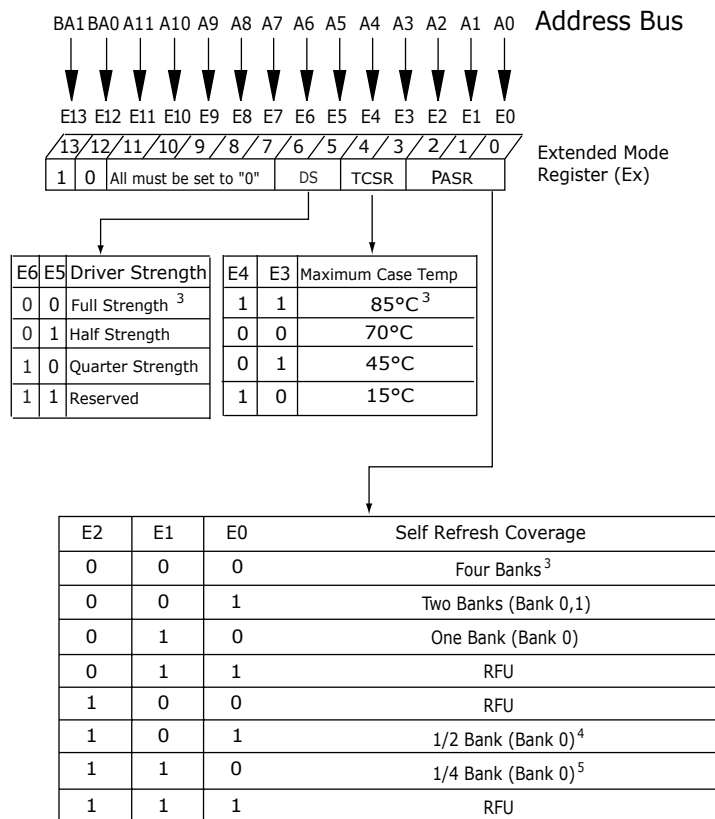 BA1 BA0 A11 A10 A9 A8 A7 A6 A5 A4 A3 A2 A1 A0 Address Bus
E13 E12 E11 E10 E9 E8 E7 E6 E5 E4 E3 E2 E1 E0
13 12 11 10 9 8 7 6 5 4 3 2 1 0
Extended Mode
Register (Ex)
1 0 All must be set to "0" DS TCSR PASR
E6 E5 Driver Strength
0 0 Full Strength 3
0 1 Half Strength
1 0 Quarter Strength
1 1 Reserved
E4 E3 Maximum Case Temp
1 1 85°C 3
0 0 70°C
0 1 45°C
1 0 15°C
E2 E1 E0 Self Refresh Coverage
0 0 0 Four Banks 3
0 0 1 Two Banks (Bank 0,1)
0 1 0 One Bank (Bank 0)
0 1 1 RFU
1 0 0 RFU
1 0 1 1/2 Bank (Bank 0) 4
1 1 0 1/4 Bank (Bank 0) 5
1 1 1 RFU